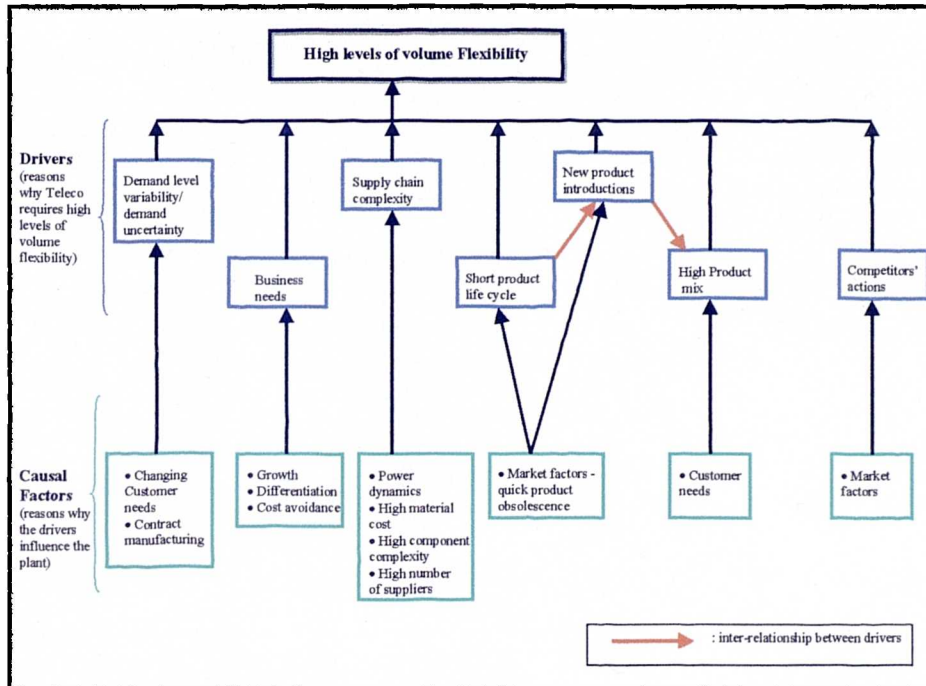 High levels of volume Flexibility
Drivers
(reasons
why Teleco
requires high
levels of
volume
flexibility)
Demand level
variability/
demand
uncertainty
Business
needs
Supply chain
complexity
Short product
life cycle
New product
introductions
High Product
mix
Competitors'
actions
Causal
Factors
(reasons why
the drivers
influence the
plant)
• Changing
Customer
needs
• Contract
manufacturing
• Growth
• Differentiation
• Cost avoidance
• Power
dynamics
• High material
cost
• High component
complexity
• High number
of suppliers
• Market factors -
quick product
obsolescence
• Customer
needs
• Market
factors
: inter-relationship between drivers